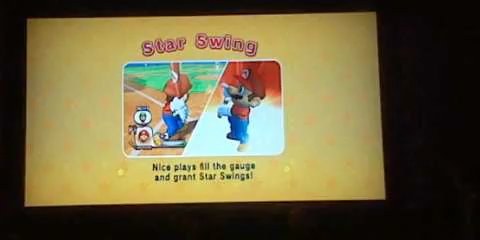 Star Swing
Nice plays fill the gauge
and grant Star Swings!